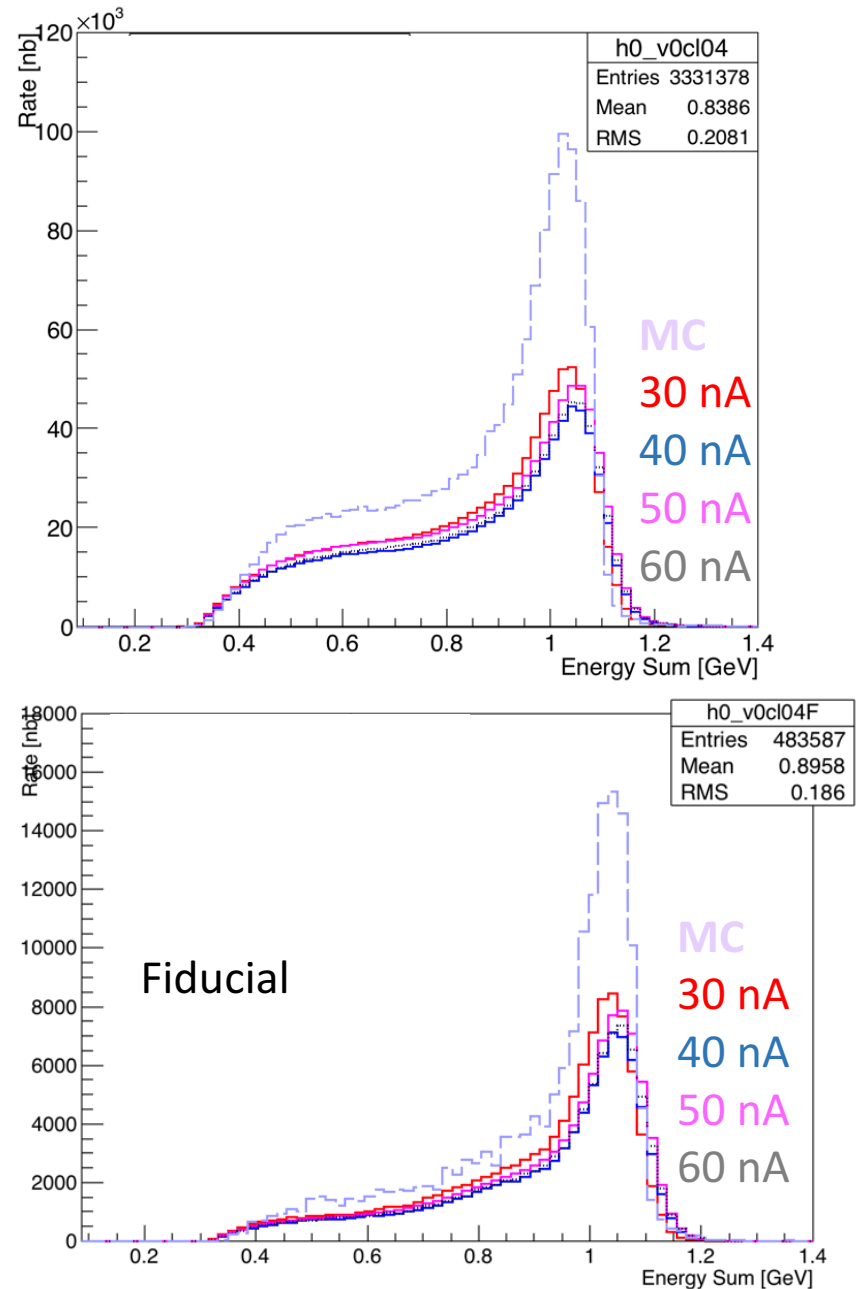 ×10³
120
100
80
60
40
20
0
Rate [nb]
h0_v0cl04
Entries 3331378
Mean 0.8386
RMS 0.2081
MC
30 nA
40 nA
50 nA
60 nA
0.2 0.4 0.6 0.8 1 1.2 1.4
Energy Sum [GeV]
18000
16000
14000
12000
10000
8000
6000
4000
2000
0
Rate [nb]
h0_v0cl04F
Entries 483587
Mean 0.8958
RMS 0.186
Fiducial
MC
30 nA
40 nA
50 nA
60 nA
0.2 0.4 0.6 0.8 1 1.2 1.4
Energy Sum [GeV]